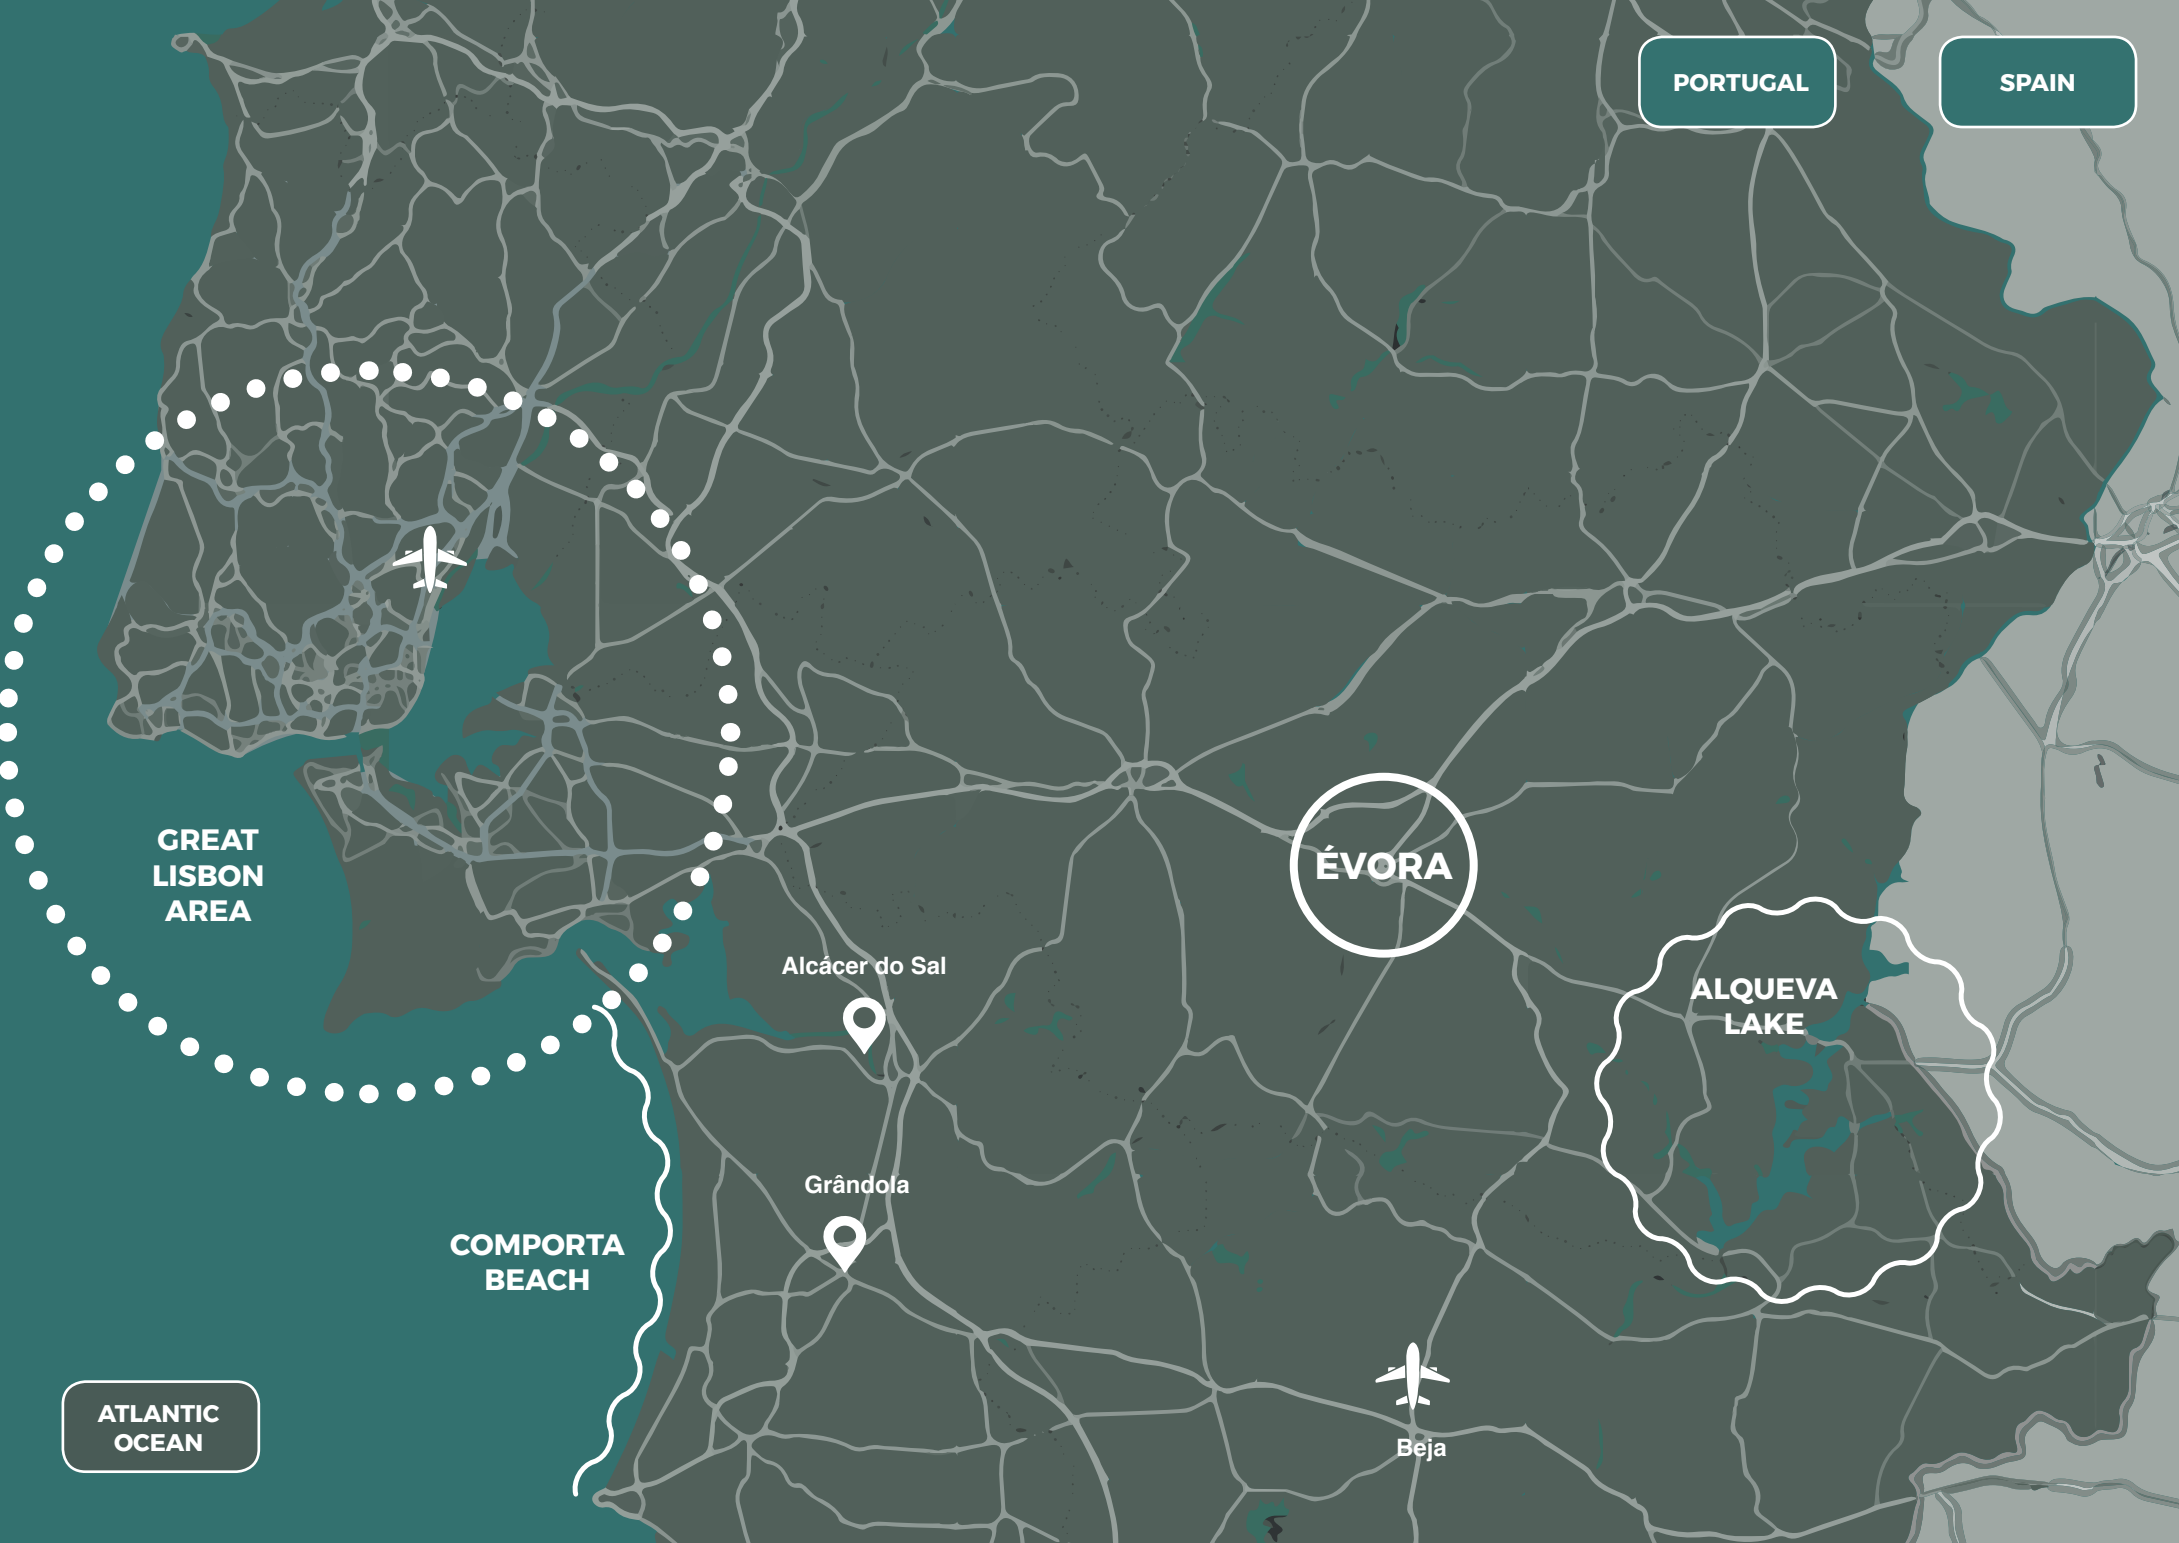 PORTUGAL
SPAIN
GREAT
LISBON
AREA
ÉVORA
Alcácer do Sal
ALQUEVA
LAKE
Grândola
COMPORTA
BEACH
ATLANTIC
OCEAN
Beja